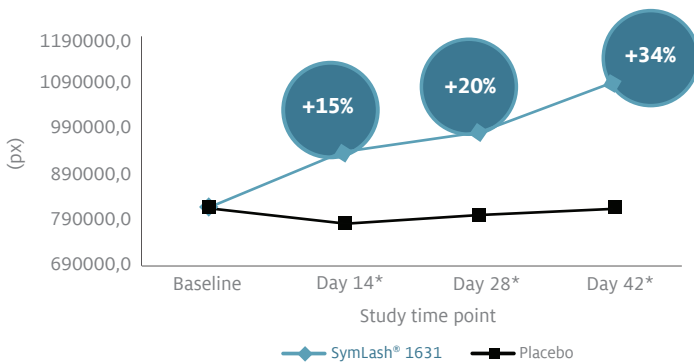 1190000,0
1090000,0
990000,0
890000,0
790000,0
690000,0
(px)
+15%
+20%
+34%
Baseline
Day 14*
Day 28*
Day 42*
Study time point
SymLash® 1631
Placebo